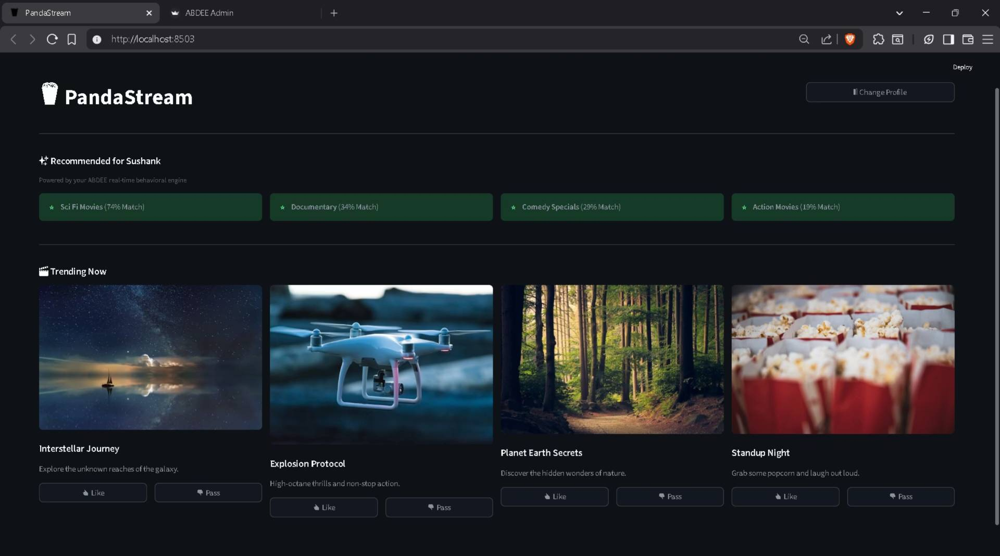 PandaStream
ABDEE Admin
http://localhost:8503
Deploy
PandaStream
Change Profile
Recommended for Sushank
Powered by your ABDEE real-time behavioral engine
Sci Fi Movies (74% Match)
Documentary (34% Match)
Comedy Specials (29% Match)
Action Movies (19% Match)
Trending Now
Interstellar Journey
Explore the unknown reaches of the galaxy.
Like
Pass
Explosion Protocol
High-octane thrills and non-stop action.
Like
Pass
Planet Earth Secrets
Discover the hidden wonders of nature.
Like
Pass
Standup Night
Grab some popcorn and laugh out loud.
Like
Pass